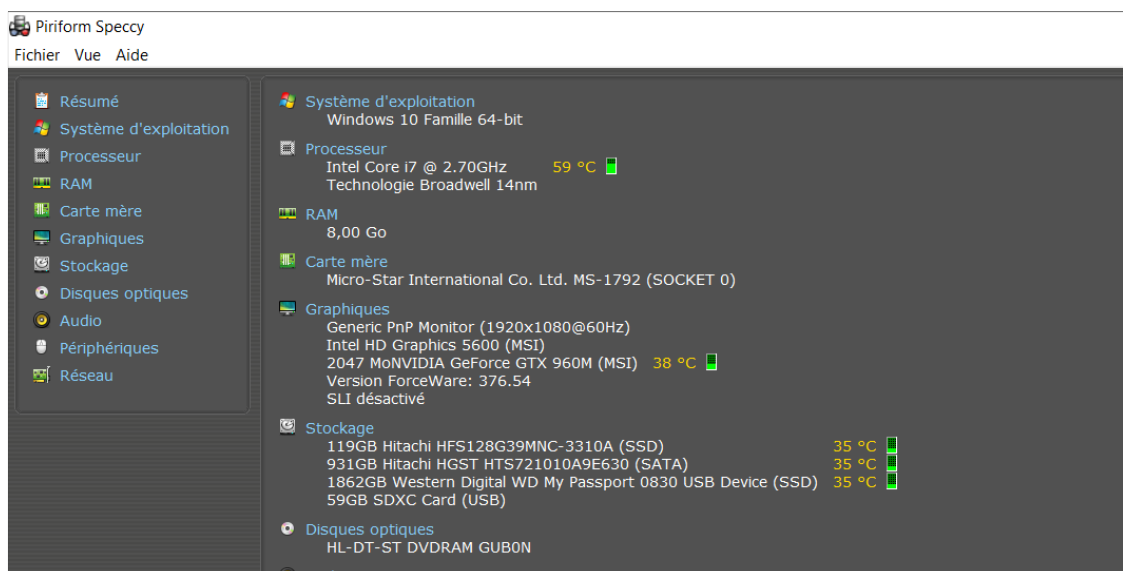 Piriform Speccy
Fichier Vue Aide
Résumé
Système d'exploitation
Processeur
RAM
Carte mère
Graphiques
Stockage
Disques optiques
Audio
Périphériques
Réseau
Système d'exploitation
Windows 10 Famille 64-bit
Processeur
Intel Core i7 @ 2.70GHz 59 °C
Technologie Broadwell 14nm
RAM
8,00 Go
Carte mère
Micro-Star International Co. Ltd. MS-1792 (SOCKET 0)
Graphiques
Generic PnP Monitor (1920x1080@60Hz)
Intel HD Graphics 5600 (MSI)
2047 MoNVIDIA GeForce GTX 960M (MSI) 38 °C
Version ForceWare: 376.54
SLI désactivé
Stockage
119GB Hitachi HFS128G39MNC-3310A (SSD) 35 °C
931GB Hitachi HGST HTS721010A9E630 (SATA) 35 °C
1862GB Western Digital WD My Passport 0830 USB Device (SSD) 35 °C
59GB SDXC Card (USB)
Disques optiques
HL-DT-ST DVDRAM GUB0N